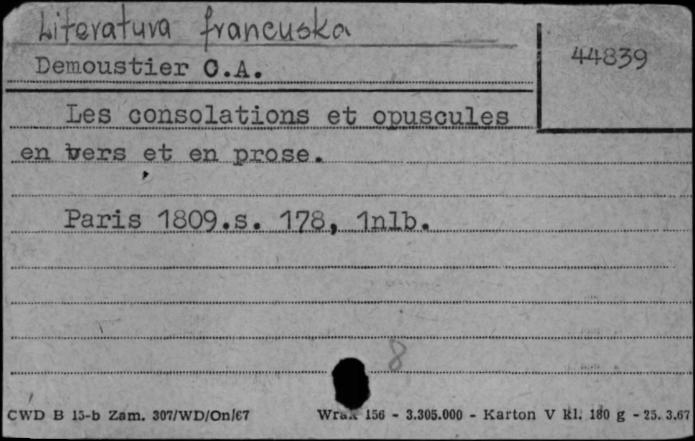 Literatura francuska
44839
Demoustier C.A.
Les consolations et opuscules
en vers et en prose.
Paris 1809.s. 178, 1nlb.
8
CWD B 15-b Zam. 307/WD/On/67 156 - 3.305.000 - Karton V kl. 180 g - 25. 3.67